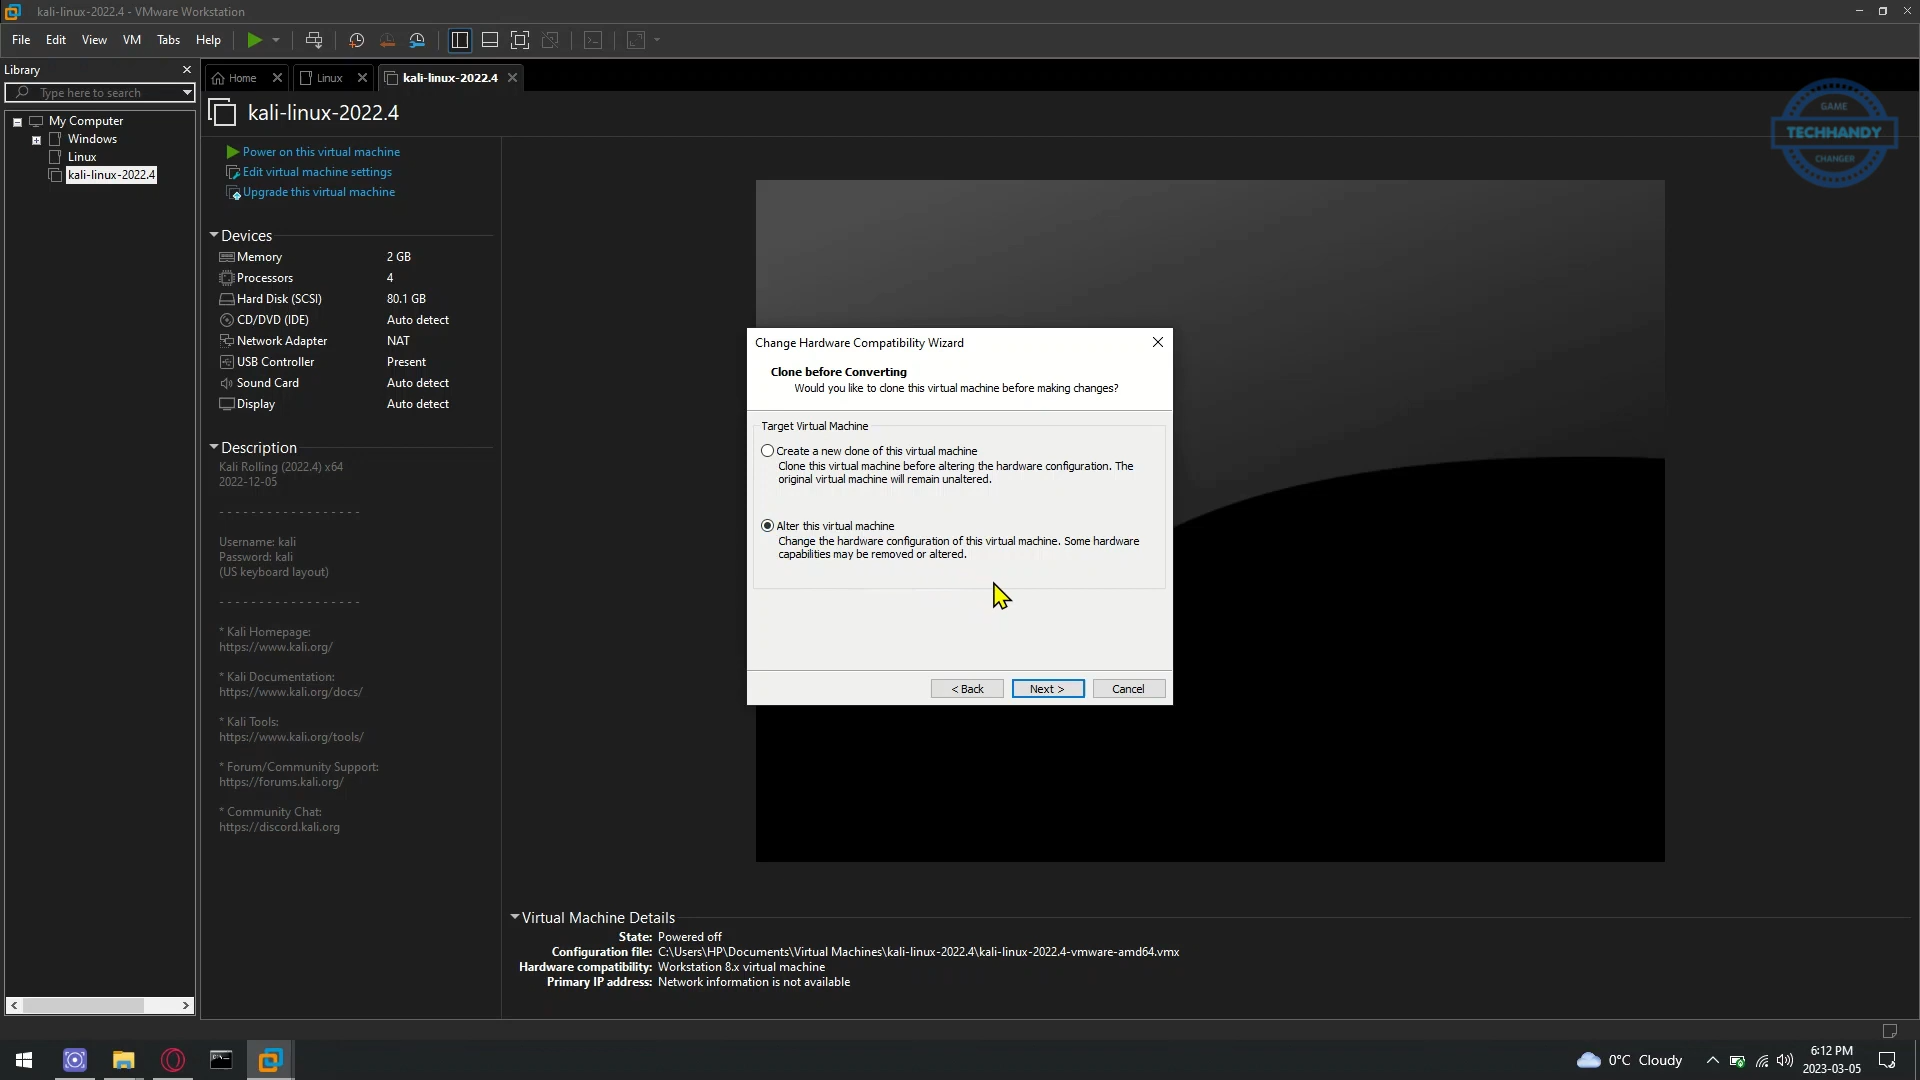 kali-linux-2022.4 - VMware Workstation
File Edit View VM Tabs Help
Library
Type here to search
My Computer
Windows
Linux
kali-linux-2022.4
Home Linux kali-linux-2022.4
kali-linux-2022.4
Power on this virtual machine
Edit virtual machine settings
Upgrade this virtual machine
Devices
Memory 2 GB
Processors 4
Hard Disk (SCSI) 80.1 GB
CD/DVD (IDE) Auto detect
Network Adapter NAT
USB Controller Present
Sound Card Auto detect
Display Auto detect
Description
Kali Rolling (2022.4) x64
2022-12-05
- - - - - - - - - - - - - - - - - -
Username: kali
Password: kali
(US keyboard layout)
- - - - - - - - - - - - - - - - - -
* Kali Homepage:
https://www.kali.org/
* Kali Documentation:
https://www.kali.org/docs/
* Kali Tools:
https://www.kali.org/tools/
* Forum/Community Support:
https://forums.kali.org/
* Community Chat:
https://discord.kali.org
GAME
TECHHANDY
CHANGER
Change Hardware Compatibility Wizard
Clone before Converting
Would you like to clone this virtual machine before making changes?
Target Virtual Machine
Create a new clone of this virtual machine
Clone this virtual machine before altering the hardware configuration. The
original virtual machine will remain unaltered.
Alter this virtual machine
Change the hardware configuration of this virtual machine. Some hardware
capabilities may be removed or altered.
< Back Next > Cancel
Virtual Machine Details
State: Powered off
Configuration file: C:\Users\HP\Documents\Virtual Machines\kali-linux-2022.4\kali-linux-2022.4-vmware-amd64.vmx
Hardware compatibility: Workstation 8.x virtual machine
Primary IP address: Network information is not available
0°C Cloudy
6:12 PM
2023-03-05